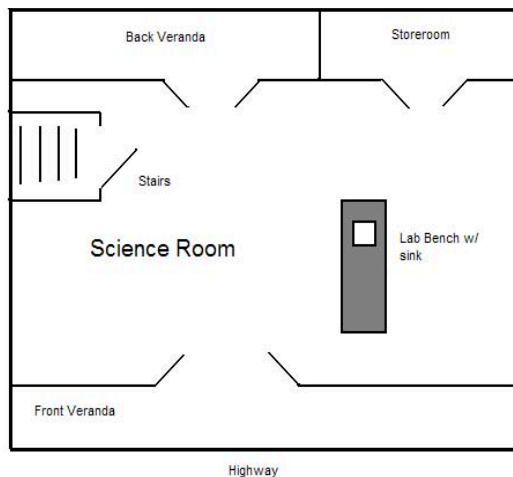 Back Veranda
Storeroom
Stairs
Science Room
Lab Bench w/
sink
Front Veranda
Highway